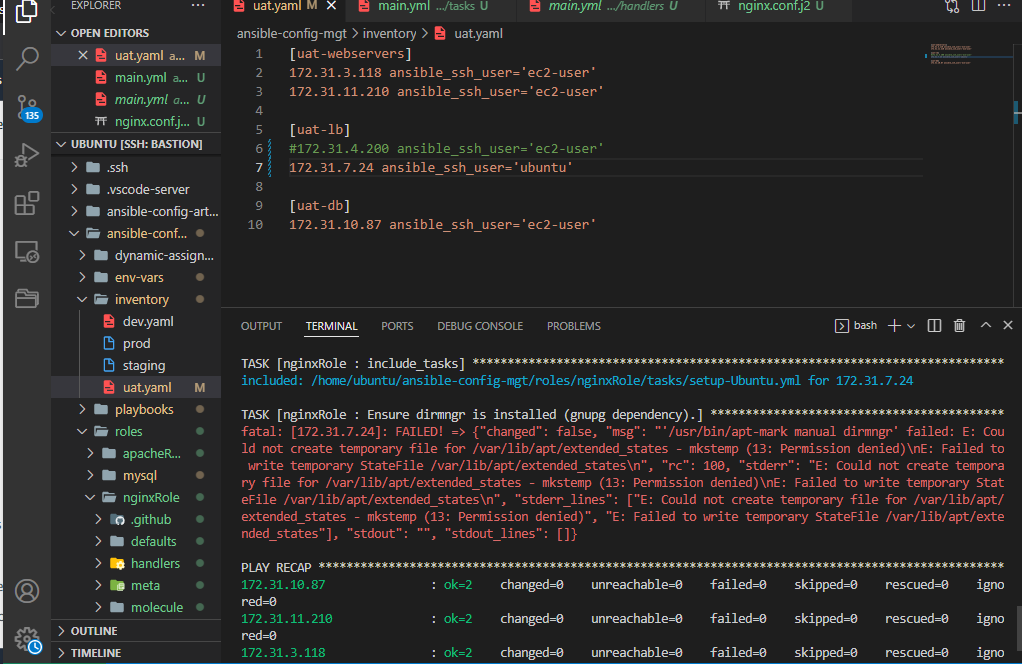 EXPLORER
OPEN EDITORS
uat.yaml a... M
main.yml a... U
main.yml a... U
nginx.conf.j... U
135
UBUNTU [SSH: BASTION]
.ssh
.vscode-server
ansible-config-art...
ansible-conf...
dynamic-assign...
env-vars
inventory
dev.yaml
prod
staging
uat.yaml M
playbooks
roles
apacheR...
mysql
nginxRole
.github
defaults
handlers
meta
molecule
OUTLINE
TIMELINE
uat.yaml M
main.yml .../tasks U
main.yml .../handlers U
nginx.conf.j2 U
ansible-config-mgt > inventory > uat.yaml
1 [uat-webservers]
2 172.31.3.118 ansible_ssh_user='ec2-user'
3 172.31.11.210 ansible_ssh_user='ec2-user'
4
5 [uat-lb]
6 #172.31.4.200 ansible_ssh_user='ec2-user'
7 172.31.7.24 ansible_ssh_user='ubuntu'
8
9 [uat-db]
10 172.31.10.87 ansible_ssh_user='ec2-user'
OUTPUT TERMINAL PORTS DEBUG CONSOLE PROBLEMS
bash
TASK [nginxRole : include_tasks] ********************************************************************
included: /home/ubuntu/ansible-config-mgt/roles/nginxRole/tasks/setup-Ubuntu.yml for 172.31.7.24
TASK [nginxRole : Ensure dirmngr is installed (gnupg dependency).] **************************************
fatal: [172.31.7.24]: FAILED! => {"changed": false, "msg": "'/usr/bin/apt-mark manual dirmngr' failed: E: Cou
ld not create temporary file for /var/lib/apt/extended_states - mkstemp (13: Permission denied)\nE: Failed to
 write temporary StateFile /var/lib/apt/extended_states\n", "rc": 100, "stderr": "E: Could not create tempora
ry file for /var/lib/apt/extended_states - mkstemp (13: Permission denied)\nE: Failed to write temporary Stat
eFile /var/lib/apt/extended_states\n", "stderr_lines": ["E: Could not create temporary file for /var/lib/apt/
extended_states - mkstemp (13: Permission denied)", "E: Failed to write temporary StateFile /var/lib/apt/exte
nded_states"], "stdout": "", "stdout_lines": []}
PLAY RECAP ******************************************************************************************
172.31.10.87 : ok=2 changed=0 unreachable=0 failed=0 skipped=0 rescued=0 igno
red=0
172.31.11.210 : ok=2 changed=0 unreachable=0 failed=0 skipped=0 rescued=0 igno
red=0
172.31.3.118 : ok=2 changed=0 unreachable=0 failed=0 skipped=0 rescued=0 igno